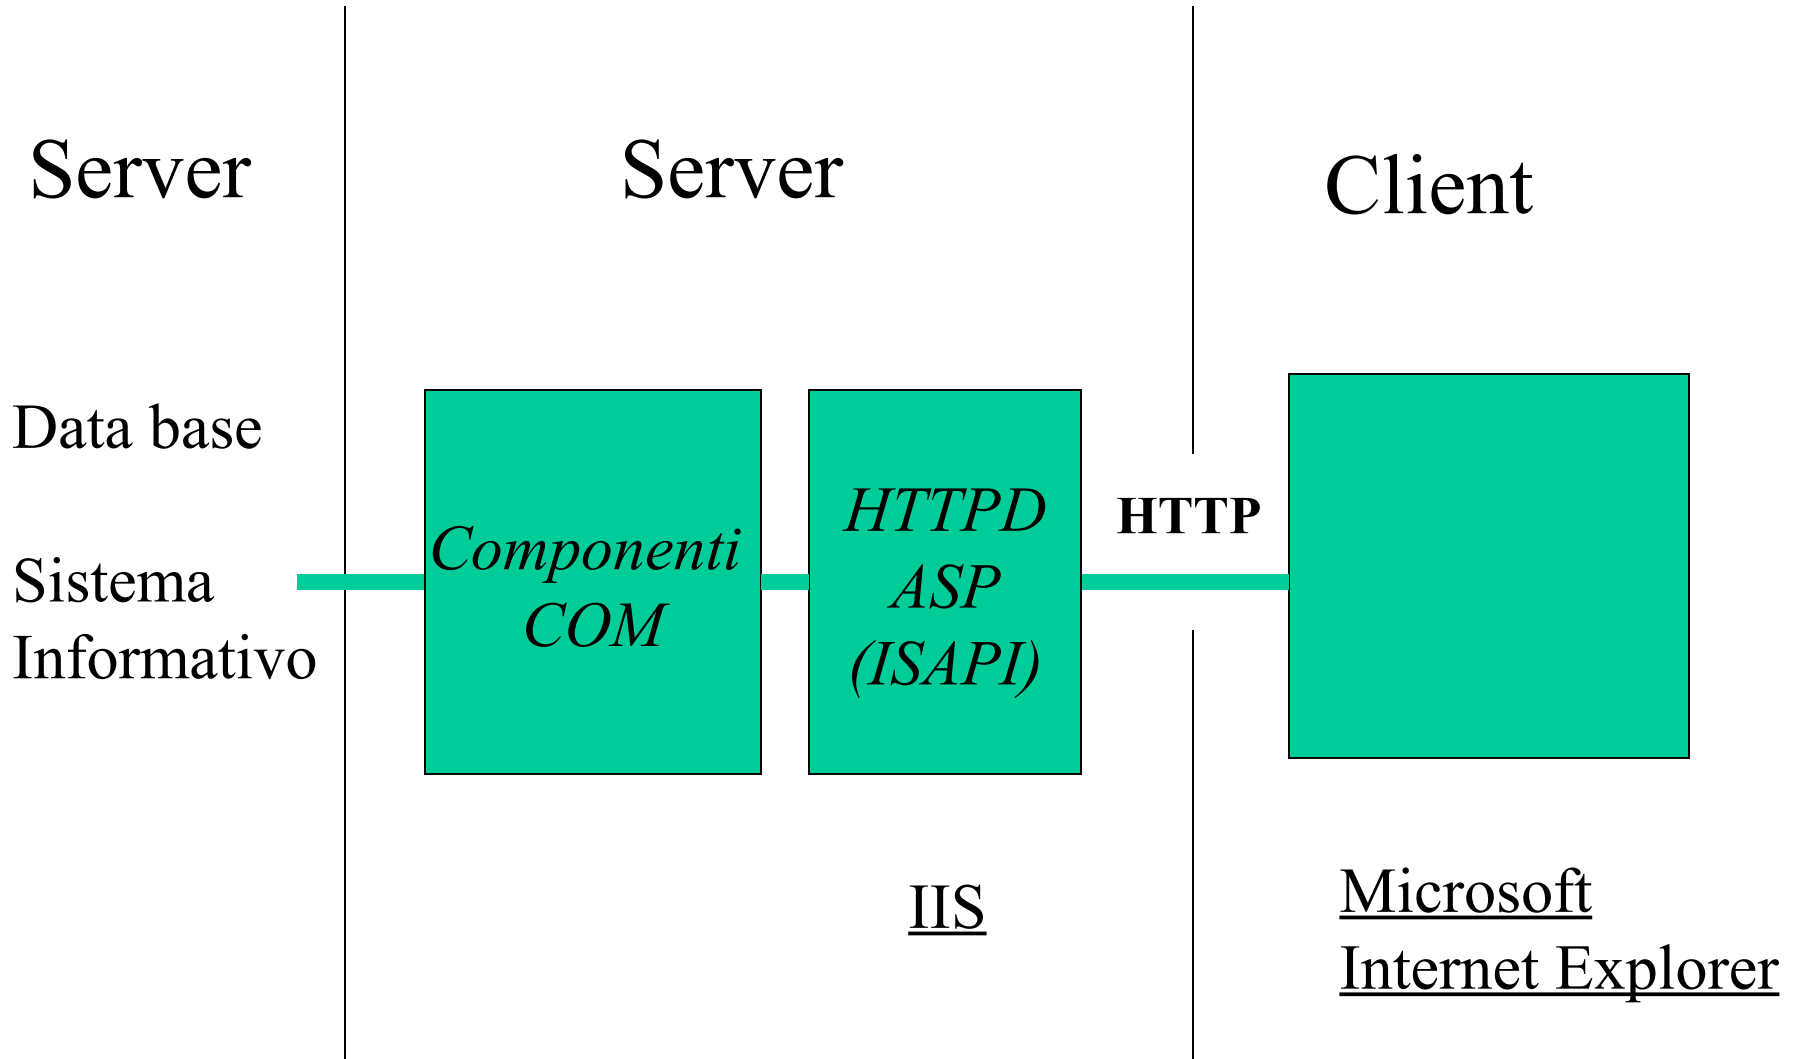 Server
Server
Client
Data base
Sistema
Informativo
Componenti
COM
HTTPD
ASP
(ISAPI)
HTTP
IIS
Microsoft
Internet Explorer